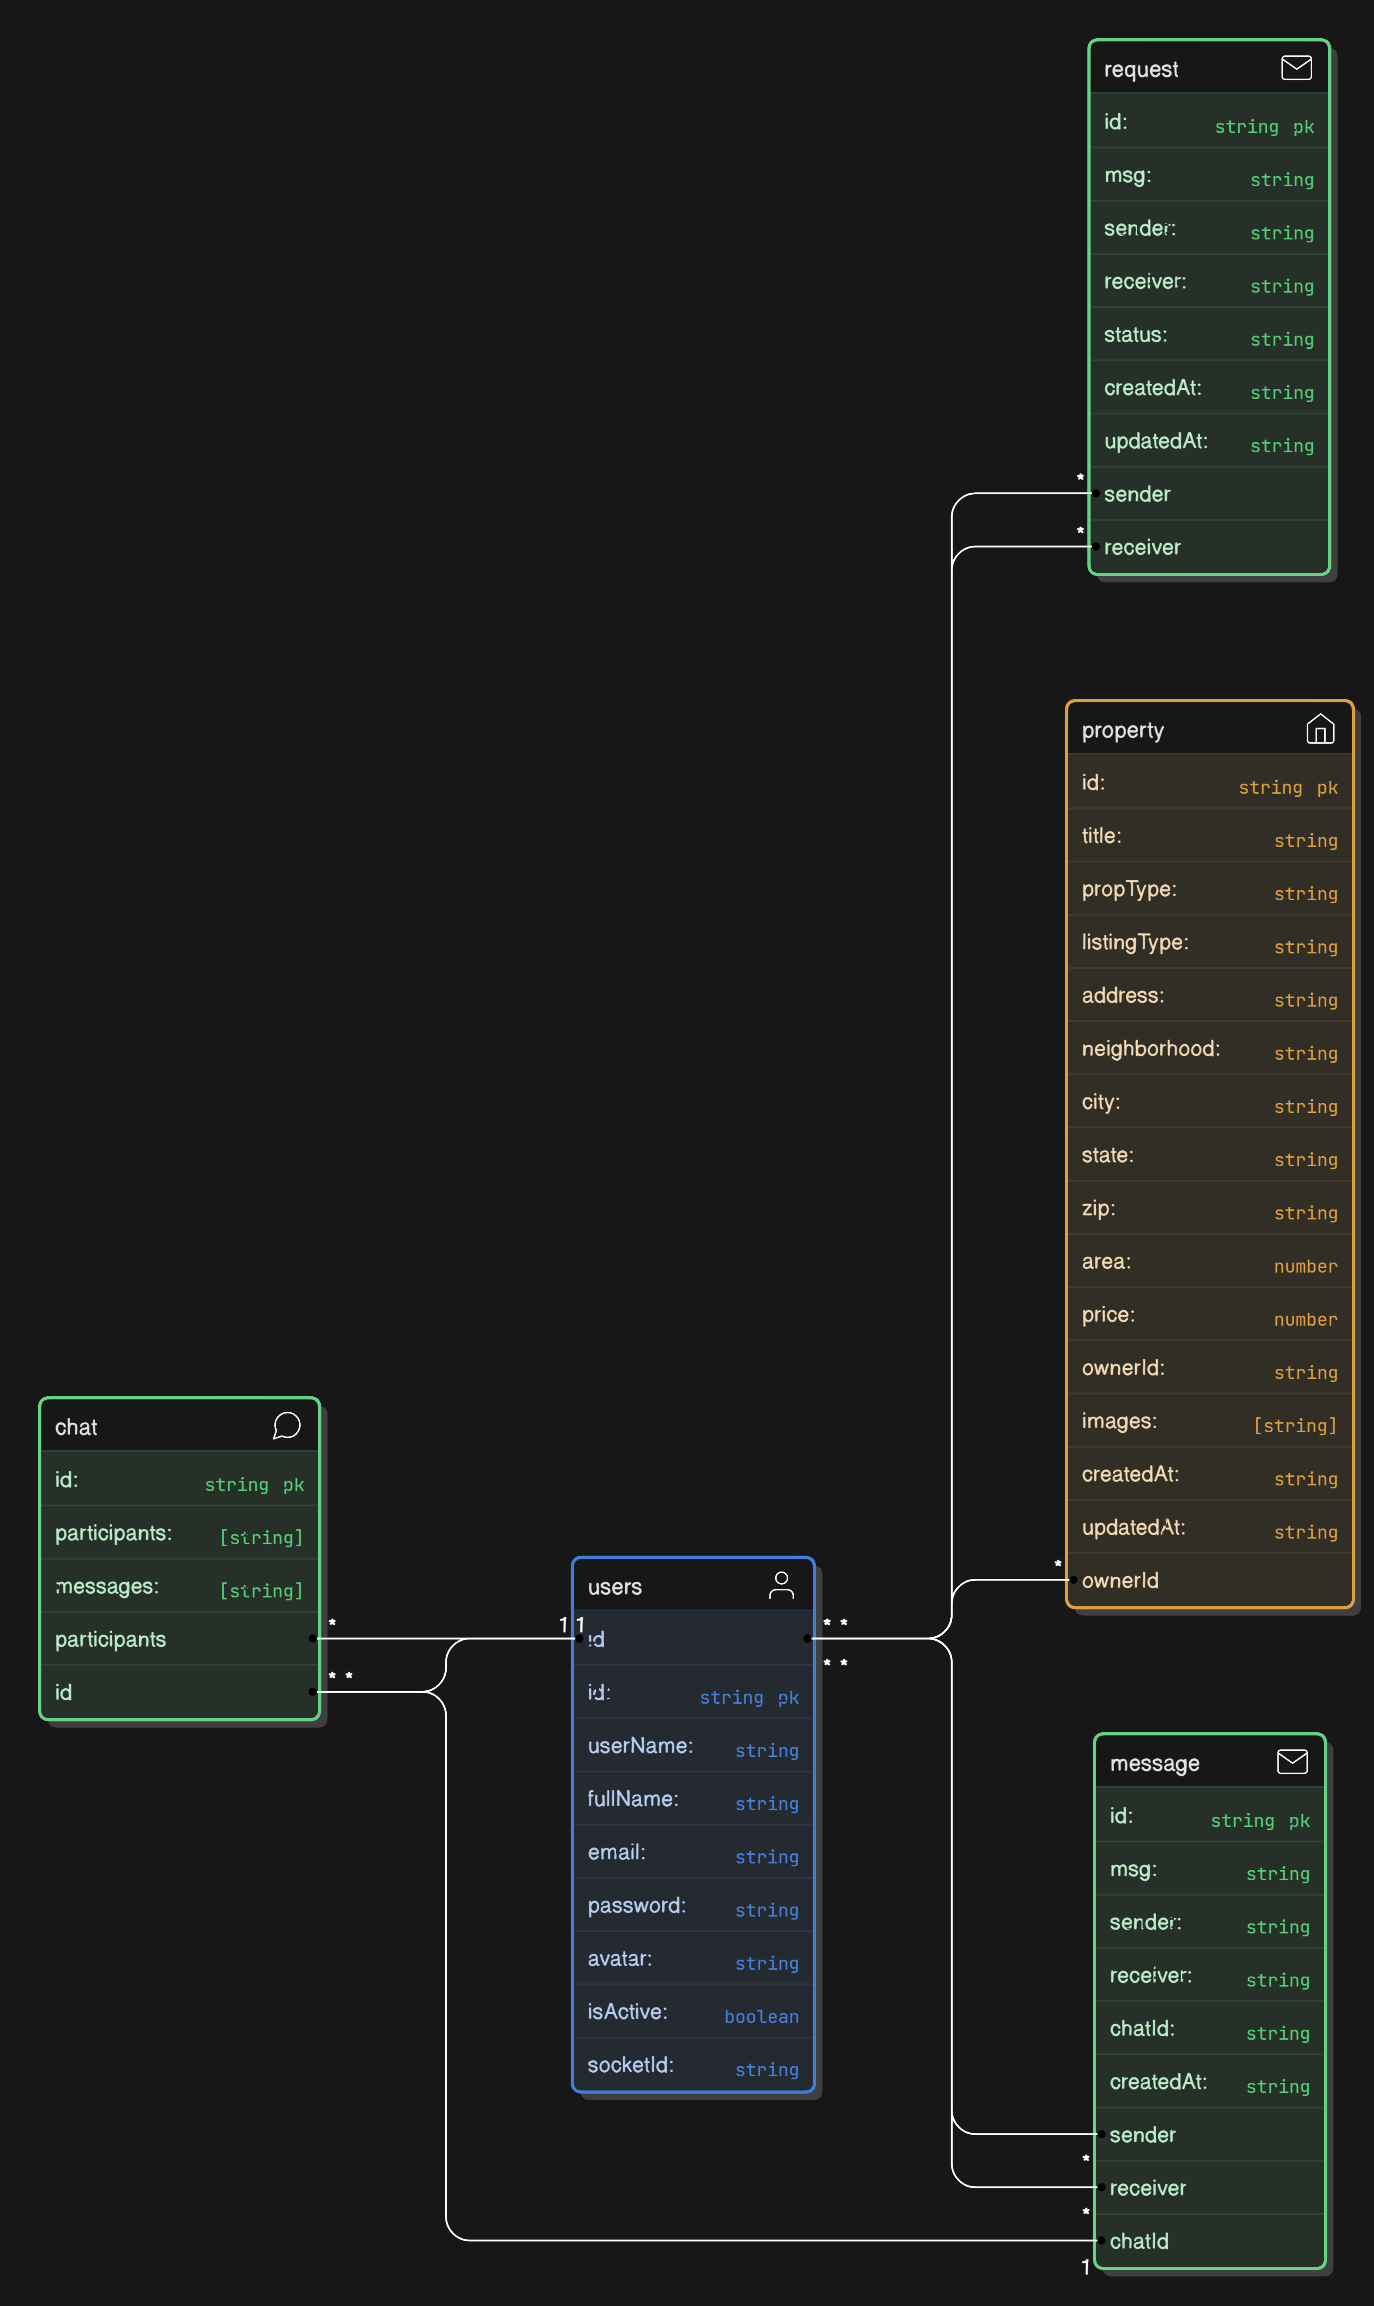 request
id: string pk
msg: string
sender: string
receiver: string
status: string
createdAt: string
updatedAt: string
* sender
* receiver
property
id: string pk
title: string
propType: string
listingType: string
address: string
neighborhood: string
city: string
state: string
zip: string
area: number
price: number
ownerId: string
images: [string]
createdAt: string
updatedAt: string
* ownerId
chat
id: string pk
participants: [string]
messages: [string]
participants *
id * *
users
1 1 id * *
* *
id: string pk
userName: string
fullName: string
email: string
password: string
avatar: string
isActive: boolean
socketId: string
message
id: string pk
msg: string
sender: string
receiver: string
chatId: string
createdAt: string
sender
*
receiver
*
chatId
1